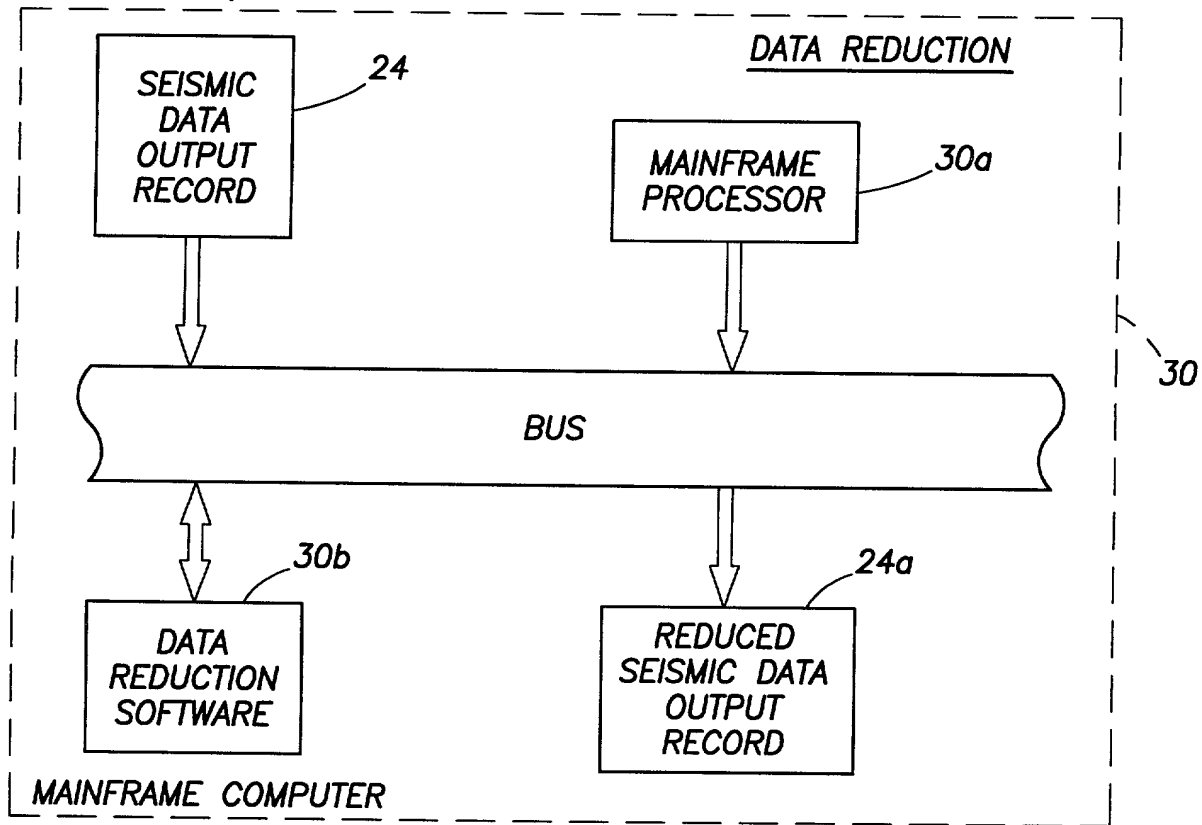 DATA REDUCTION
SEISMIC
DATA
OUTPUT
RECORD
24
MAINFRAME
PROCESSOR
30a
30
BUS
30b
DATA
REDUCTION
SOFTWARE
24a
REDUCED
SEISMIC DATA
OUTPUT
RECORD
MAINFRAME COMPUTER